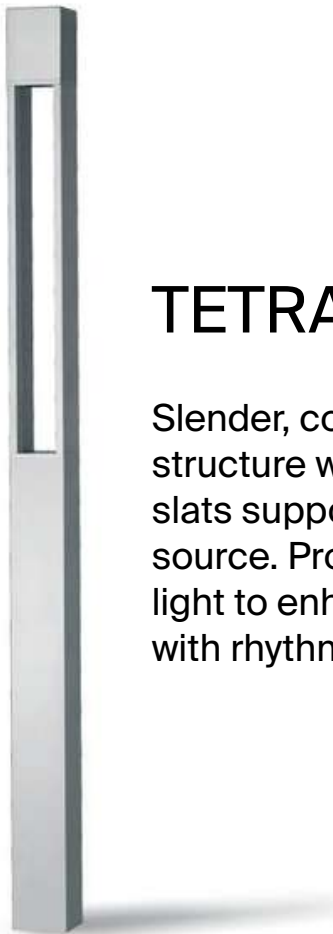 TETRA
Slender, co
structure w
slats suppo
source. Pro
light to enh
with rhythm